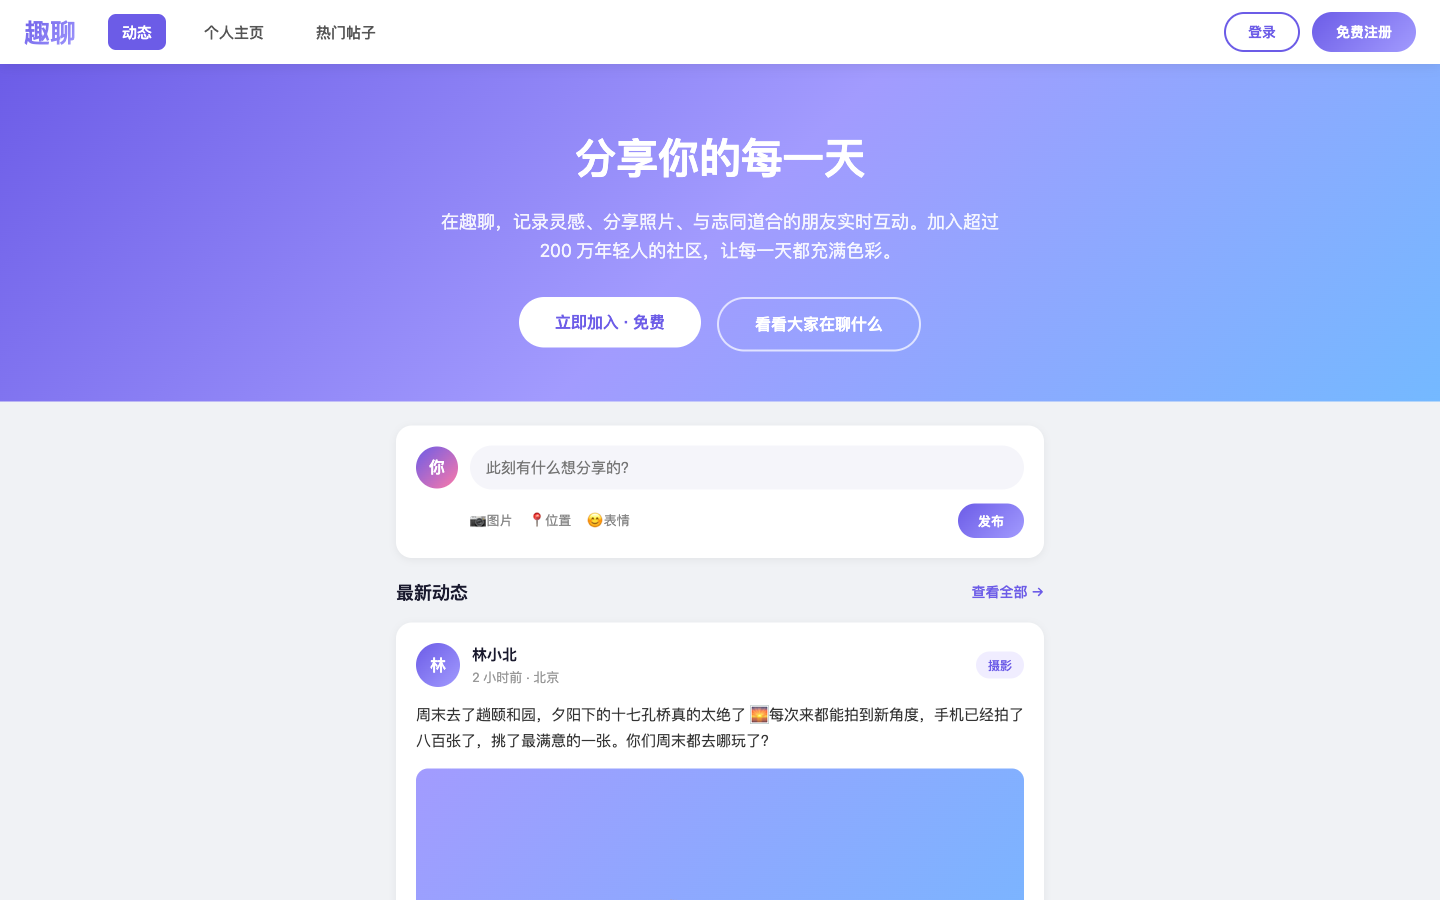 趣聊
动态
个人主页
热门帖子
登录
免费注册
分享你的每一天
在趣聊，记录灵感、分享照片、与志同道合的朋友实时互动。加入超过
200 万年轻人的社区，让每一天都充满色彩。
立即加入 · 免费
看看大家在聊什么
你
此刻有什么想分享的?
📷图片
📍位置
😊表情
发布
最新动态
查看全部 →
林
林小北
2 小时前 · 北京
摄影
周末去了趟颐和园，夕阳下的十七孔桥真的太绝了 🌅每次来都能拍到新角度，手机已经拍了
八百张了，挑了最满意的一张。你们周末都去哪玩了?